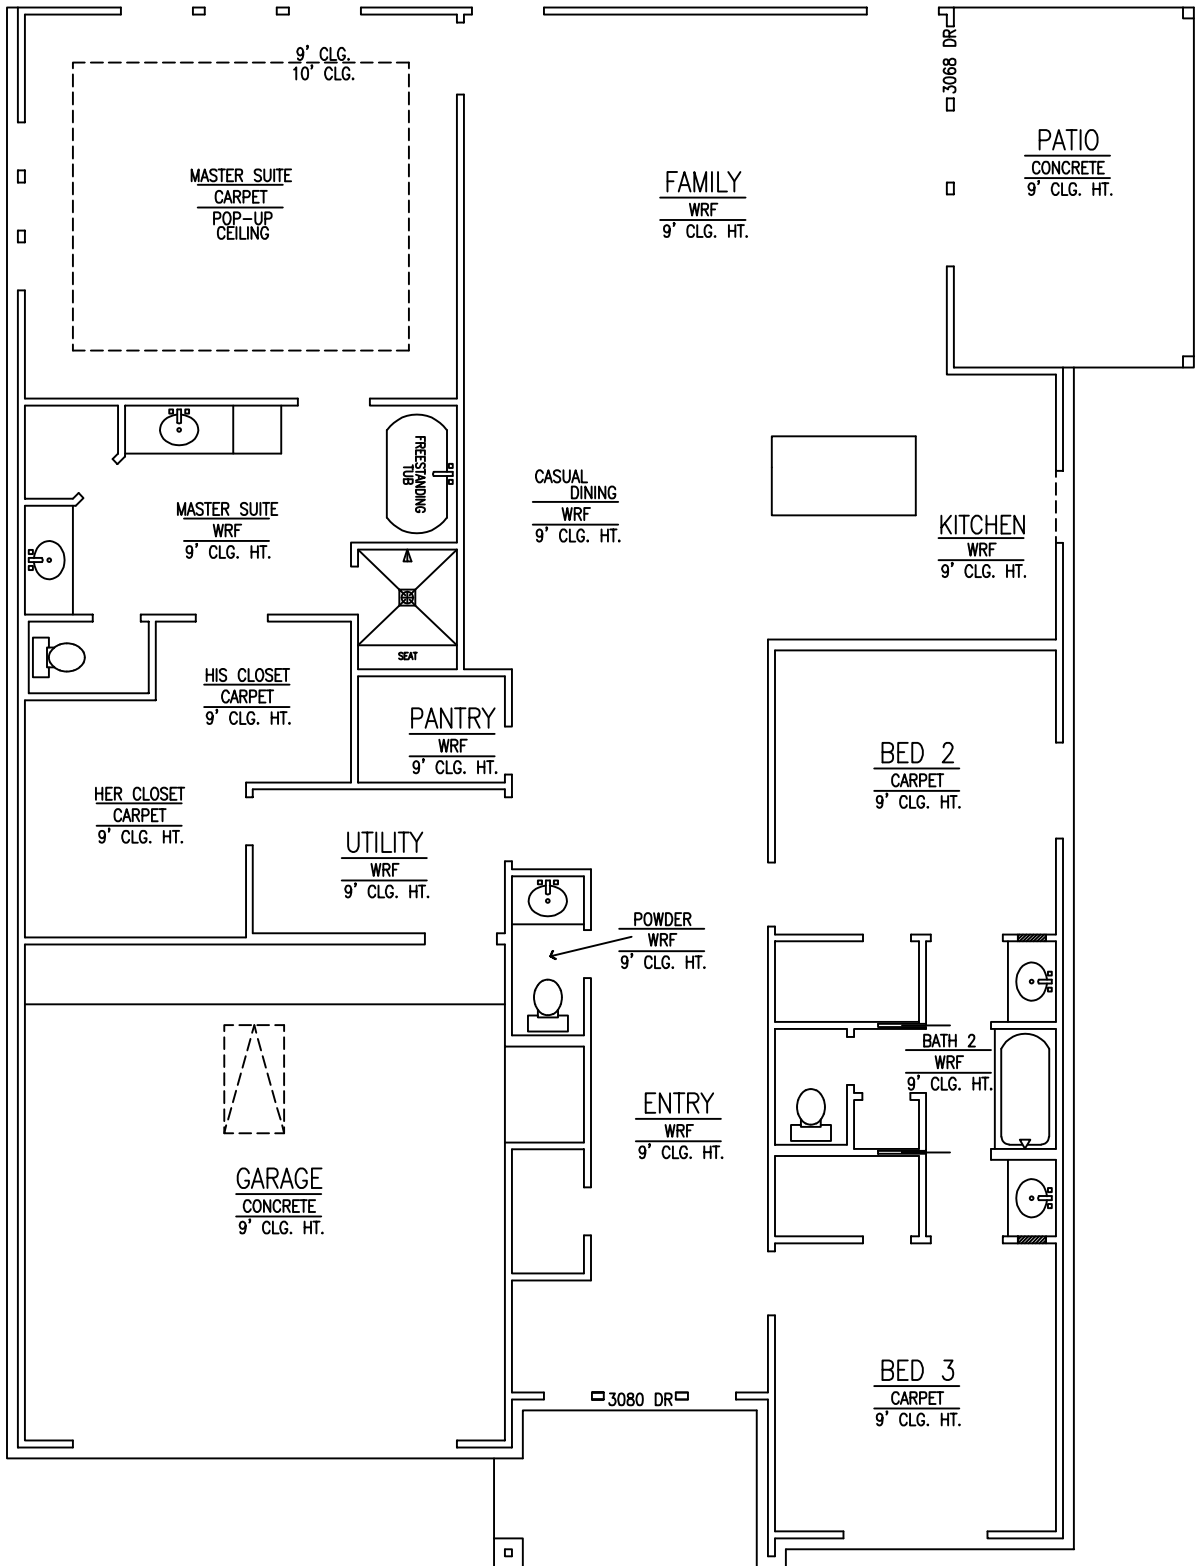 9' CLG.
10' CLG.
3068 DR
MASTER SUITE
CARPET
POP-UP
CEILING
FAMILY
WRF
9' CLG. HT.
PATIO
CONCRETE
9' CLG. HT.
FREESTANDING
TUB
CASUAL
DINING
WRF
9' CLG. HT.
MASTER SUITE
WRF
9' CLG. HT.
KITCHEN
WRF
9' CLG. HT.
SEAT
HIS CLOSET
CARPET
9' CLG. HT.
PANTRY
WRF
9' CLG. HT.
BED 2
CARPET
9' CLG. HT.
HER CLOSET
CARPET
9' CLG. HT.
UTILITY
WRF
9' CLG. HT.
POWDER
WRF
9' CLG. HT.
BATH 2
WRF
9' CLG. HT.
ENTRY
WRF
9' CLG. HT.
GARAGE
CONCRETE
9' CLG. HT.
BED 3
CARPET
9' CLG. HT.
3080 DR